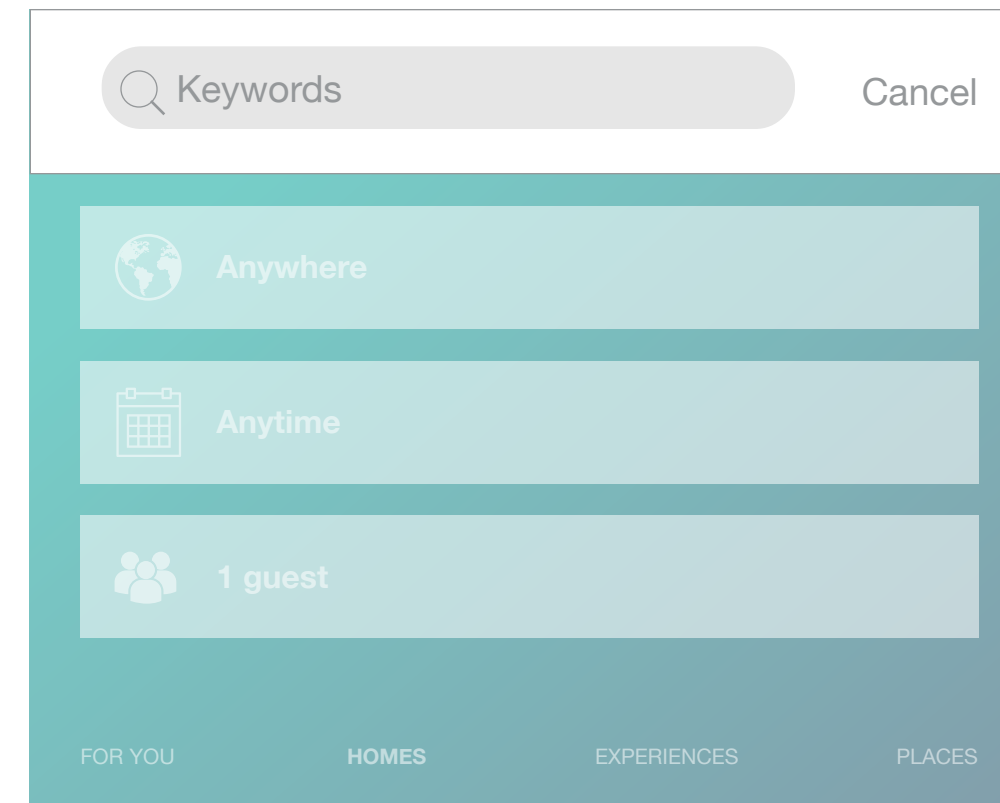 Keywords
Cancel
Anywhere
Anytime
1 guest
FOR YOU HOMES EXPERIENCES PLACES